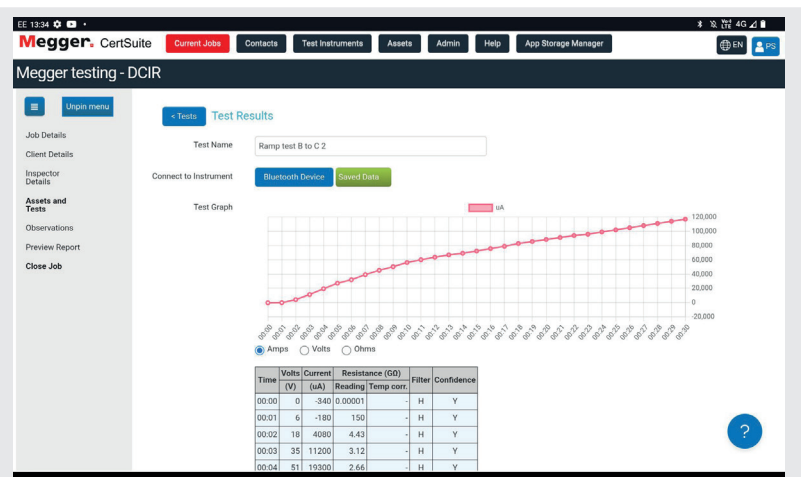 EE 13:34
4G
Megger. CertSuite Current Jobs Contacts Test Instruments Assets Admin Help App Storage Manager EN PS
Megger testing - DCIR
Unpin menu
< Tests Test Results
Job Details
Test Name Ramp test B to C 2
Client Details
Inspector Details
Connect to Instrument Bluetooth Device Saved Data
Assets and Tests
Test Graph
uA
Observations
Preview Report
Close Job
120,000
100,000
80,000
60,000
40,000
20,000
0
-20,000
00:00 00:01 00:02 00:03 00:04 00:05 00:06 00:07 00:08 00:09 00:10 00:11 00:12 00:13 00:14 00:15 00:16 00:17 00:18 00:19 00:20 00:21 00:22 00:23 00:24 00:25 00:26 00:27 00:28 00:29 00:30
Amps Volts Ohms
Time Volts Current Resistance (GΩ) Filter Confidence
(V) (uA) Reading Temp corr.
00:00 0 -340 0.00001 - H Y
00:01 6 -180 150 - H Y
00:02 18 4080 4.43 - H Y
00:03 35 11200 3.12 - H Y
00:04 51 19300 2.66 - H Y
?